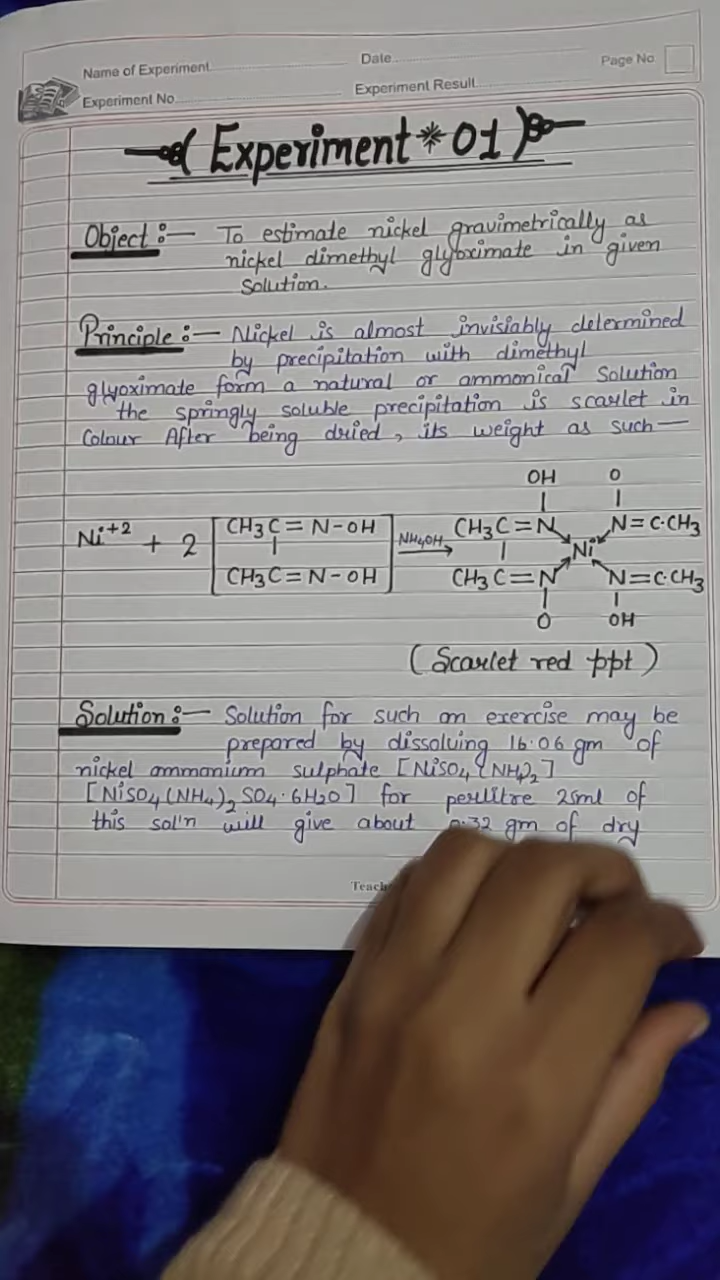 Name of Experiment
Date
Page No.
Experiment No.
Experiment Result
(Experiment * 01)
Object :— To estimate nickel gravimetrically as
nickel dimethyl glyoximate in given
solution.
Principle :— Nickel is almost invisiably determined
by precipitation with dimethyl
glyoximate form a natural or ammonical solution
the springly soluble precipitation is scarlet in
Colour After being dried, its weight as such —
OH O
Ni+2 + 2 [CH3C=N-OH NH4OH → CH3C=N Ni N=C·CH3
CH3C=N-OH] CH3C=N N=C·CH3
O OH
(Scarlet red ppt)
Solution :— Solution for such an exercise may be
prepared by dissolving 16.06 gm of
nickel ammonium sulphate [NiSO4(NH4)2]
[NiSO4(NH4)2SO4·6H2O] for perlitre 25ml of
this sol'n will give about 0.32 gm of dry